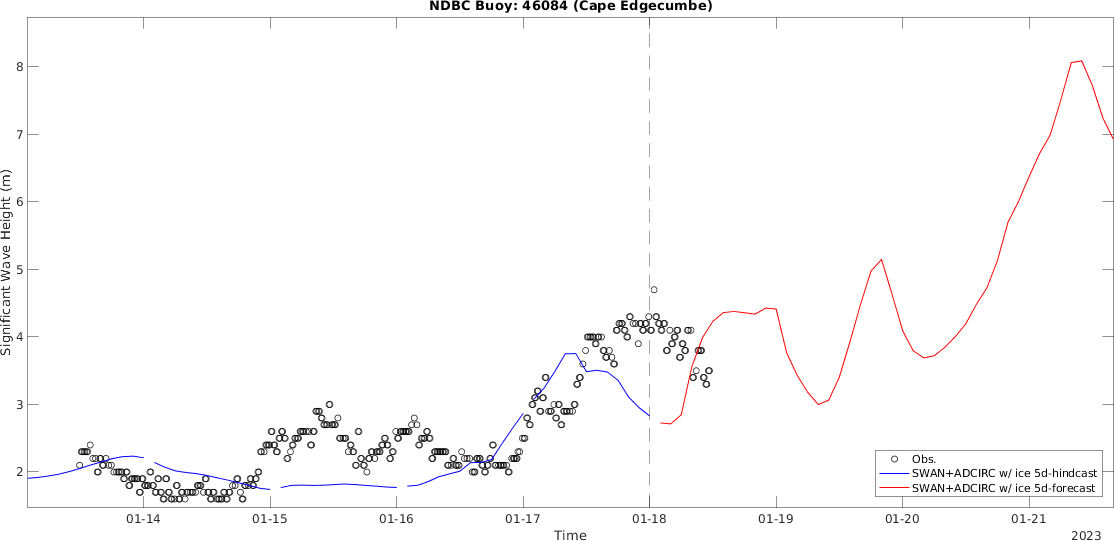 NDBC Buoy: 46084 (Cape Edgecumbe)
8
7
6
5
4
3
2
Significant Wave Height (m)
Obs.
SWAN+ADCIRC w/ ice 5d-hindcast
SWAN+ADCIRC w/ ice 5d-forecast
01-14 01-15 01-16 01-17 01-18 01-19 01-20 01-21
Time
2023